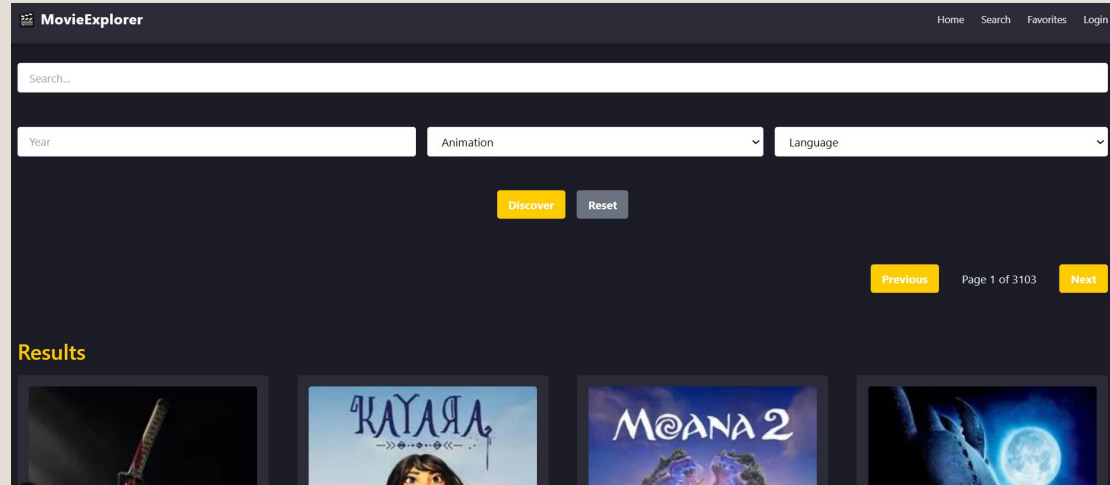 MovieExplorer
Home Search Favorites Login
Search...
Year Animation Language
Discover Reset
Previous Page 1 of 3103 Next
Results
KAYARA
MOANA 2